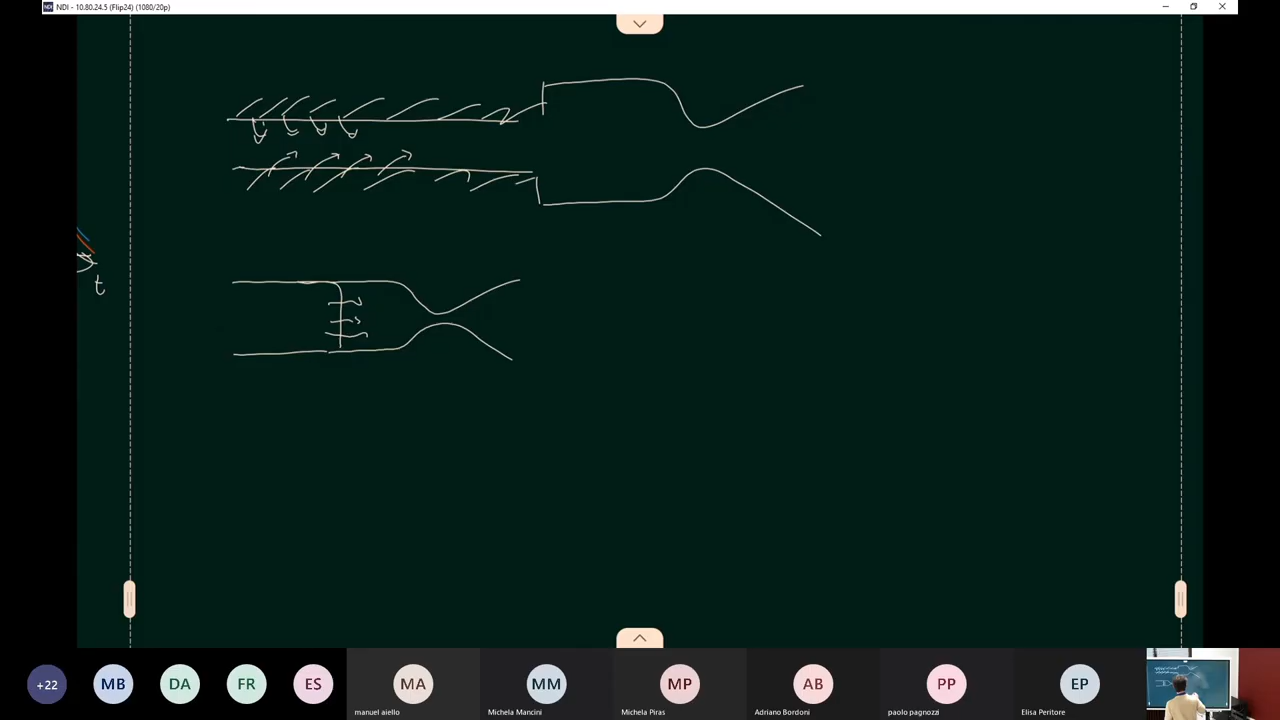 NDI - 10.80.24.5 (Flip24) (1080/20p)
t
+22
MB
DA
FR
ES
MA
MM
MP
AB
PP
EP
manuel aiello
Michela Mancini
Michela Piras
Adriano Bordoni
paolo pagnozzi
Elisa Peritore